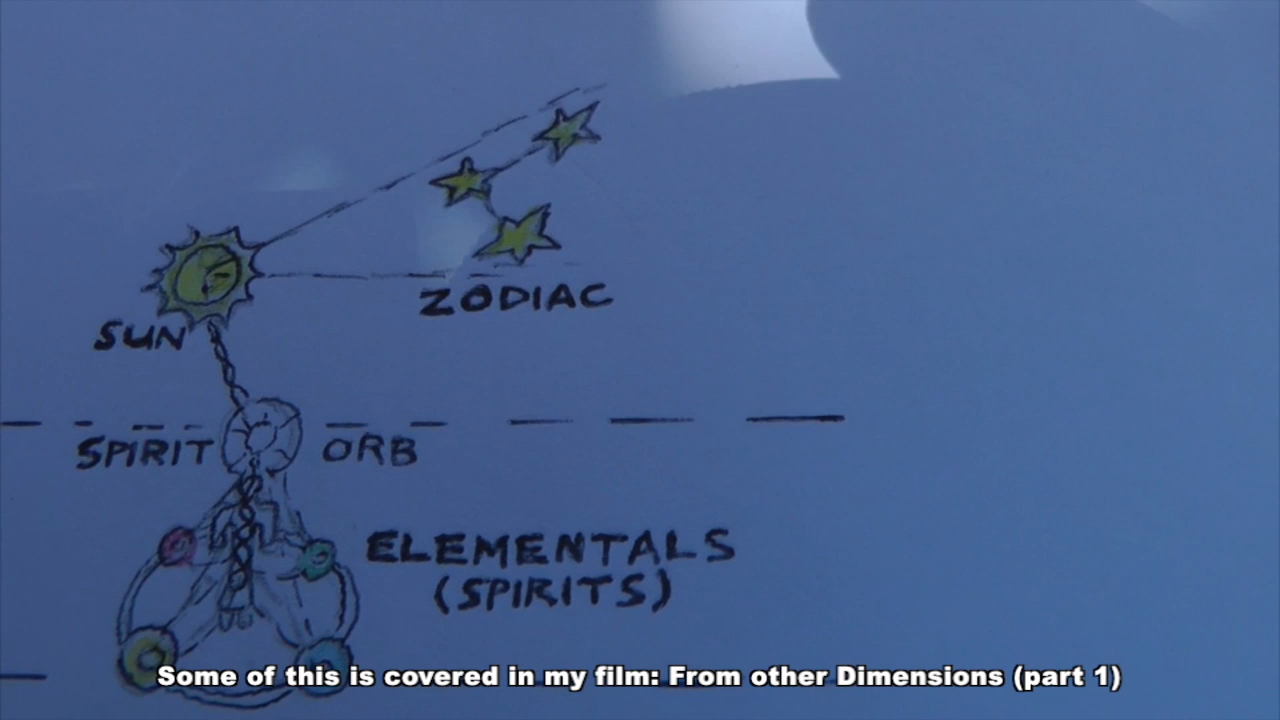 ZODIAC
SUN
SPIRIT ORB
ELEMENTALS
(SPIRITS)
Some of this is covered in my film: From other Dimensions (part 1)